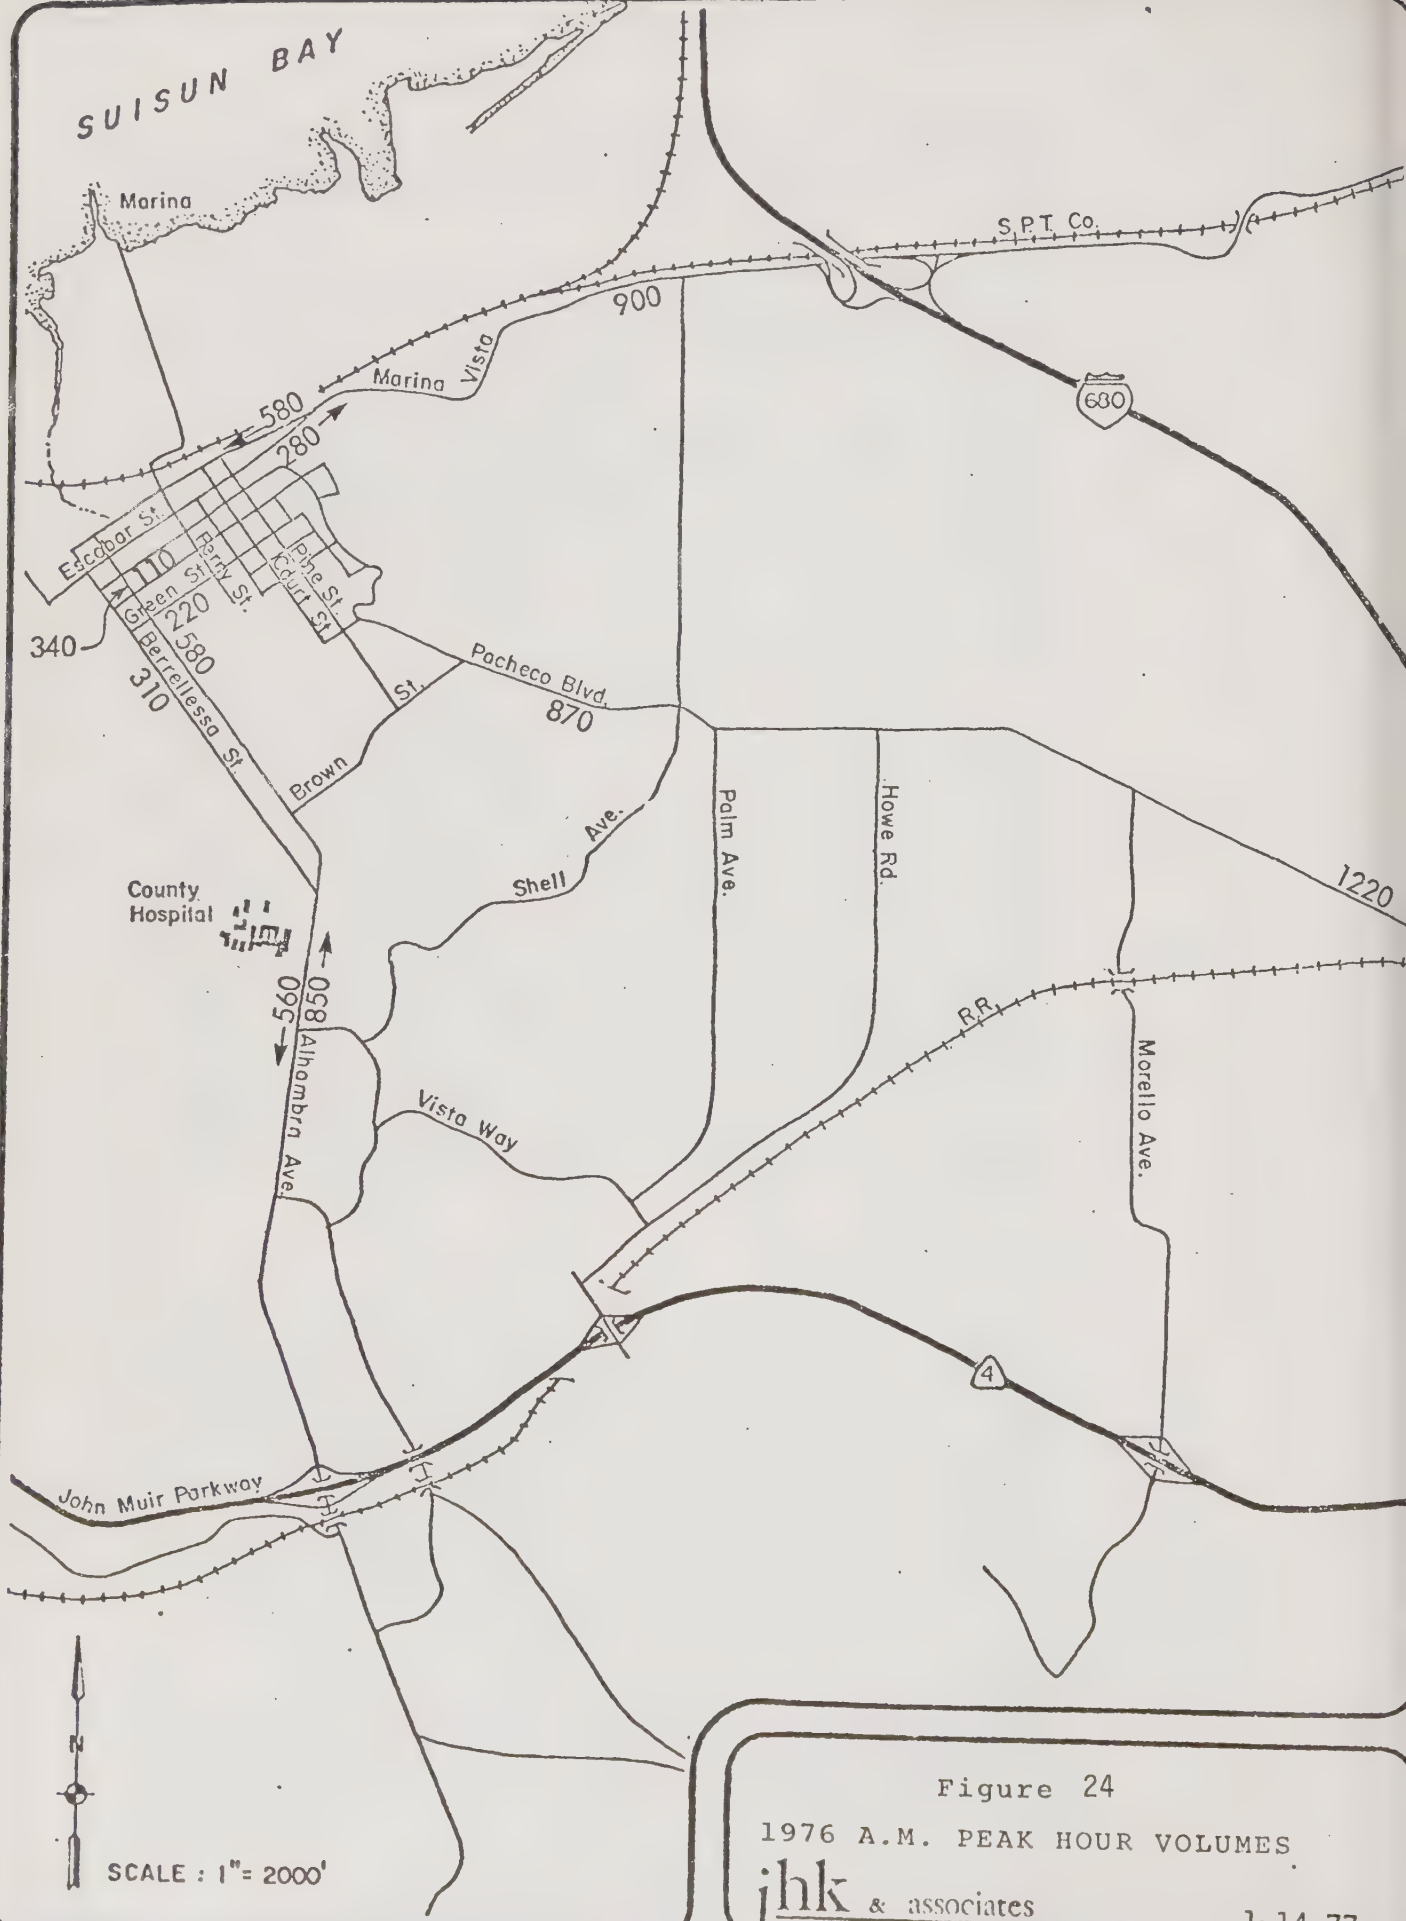 SUISUN BAY
Marina
S.P.T. Co.
900
Marina Vista
680
580
280
Escobar St.
110
Ferry St.
Pine St.
Court St.
Green St.
220
340
580
Berrellessa St.
310
Pacheco Blvd.
870
Brown St.
Palm Ave.
Howe Rd.
Shell Ave.
1220
County
Hospital
560
850
R.R.
Alhambra Ave.
Morello Ave.
Vista Way
4
John Muir Parkway
N
SCALE : 1"= 2000'
Figure 24
1976 A.M. PEAK HOUR VOLUMES
jhk & associates
1-14-77